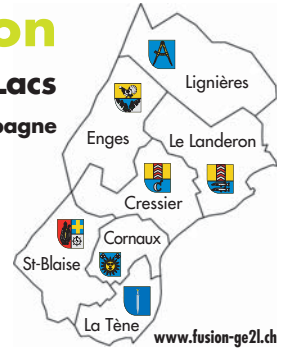 on
Lacs
pagne
Lignières
Enges
Le Landeron
Cressier
Cornaux
St-Blaise
La Tène
www.fusion-ge2l.ch